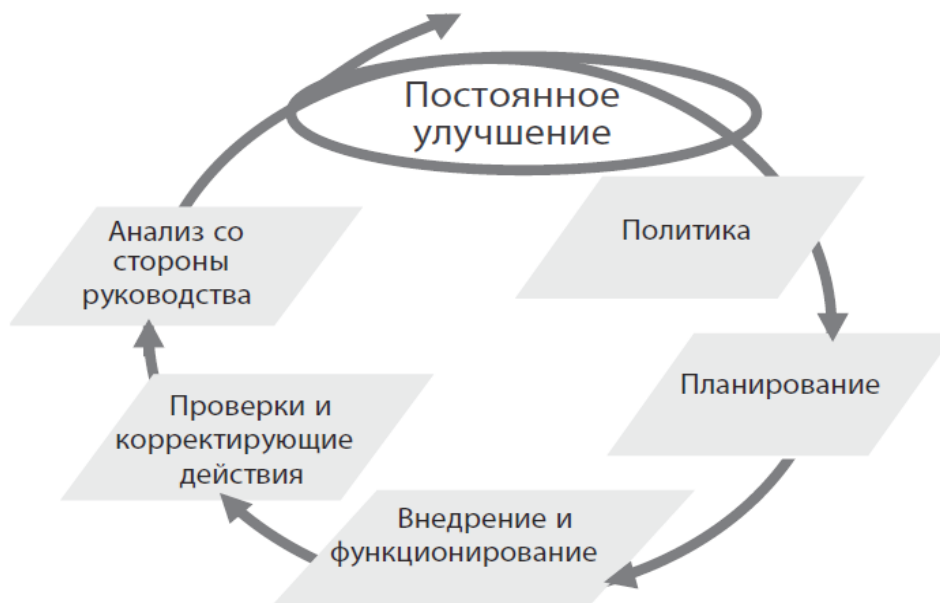 Постоянное
улучшение
Политика
Планирование
Внедрение и
функционирование
Проверки и
корректирующие
действия
Анализ со
стороны
руководства